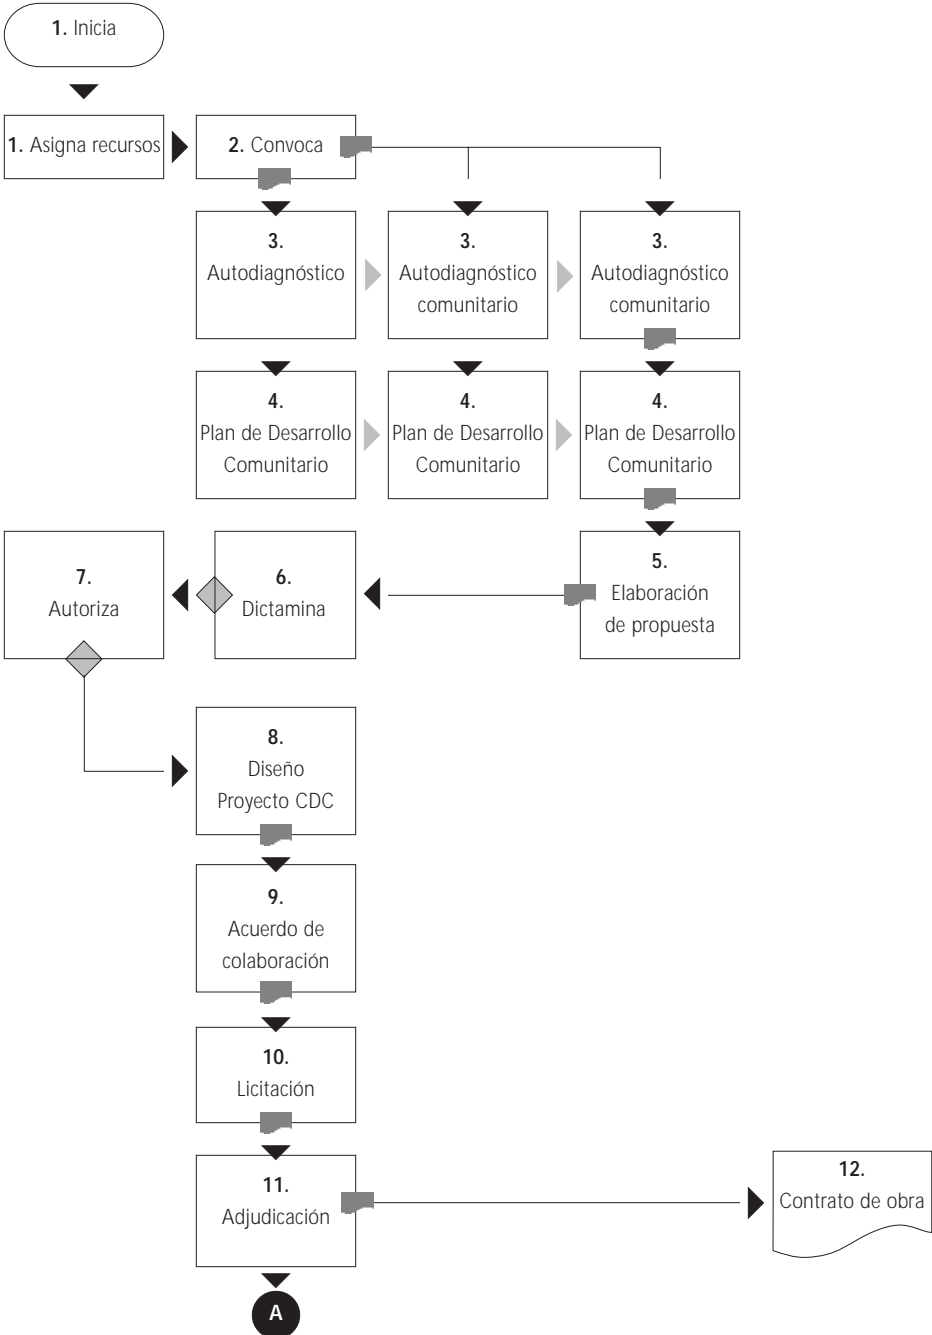 1. Inicia
1. Asigna recursos
2. Convoca
3.
Autodiagnóstico
3.
Autodiagnóstico
comunitario
3.
Autodiagnóstico
comunitario
4.
Plan de Desarrollo
Comunitario
4.
Plan de Desarrollo
Comunitario
4.
Plan de Desarrollo
Comunitario
5.
Elaboración
de propuesta
6.
Dictamina
7.
Autoriza
8.
Diseño
Proyecto CDC
9.
Acuerdo de
colaboración
10.
Licitación
11.
Adjudicación
12.
Contrato de obra
A